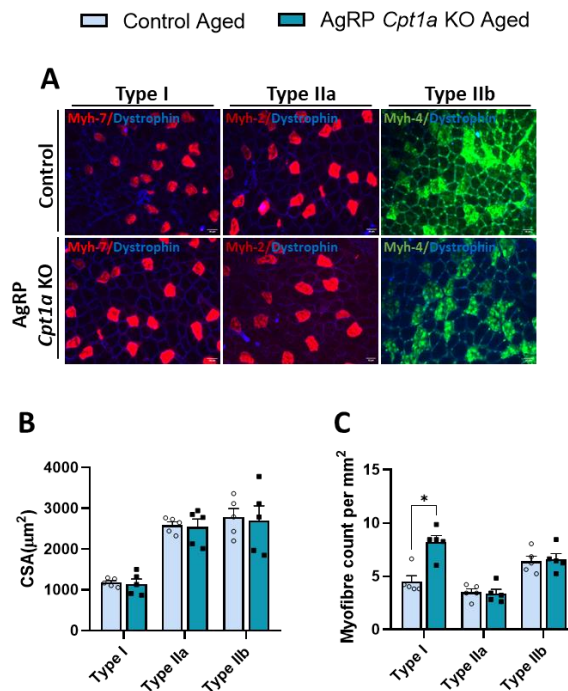 Control Aged AgRP Cpt1a KO Aged
A
Type I Type IIa Type IIb
Control
Myh-7/Dystrophin Myh-2/Dystrophin Myh-4/Dystrophin
AgRP
Cpt1a KO
Myh-7/Dystrophin Myh-2/Dystrophin Myh-4/Dystrophin
B
CSA(µm²)
4000
3000
2000
1000
0
Type I Type IIa Type IIb
C
Myofibre count per mm²
15
10
5
0
*
Type I Type IIa Type IIb